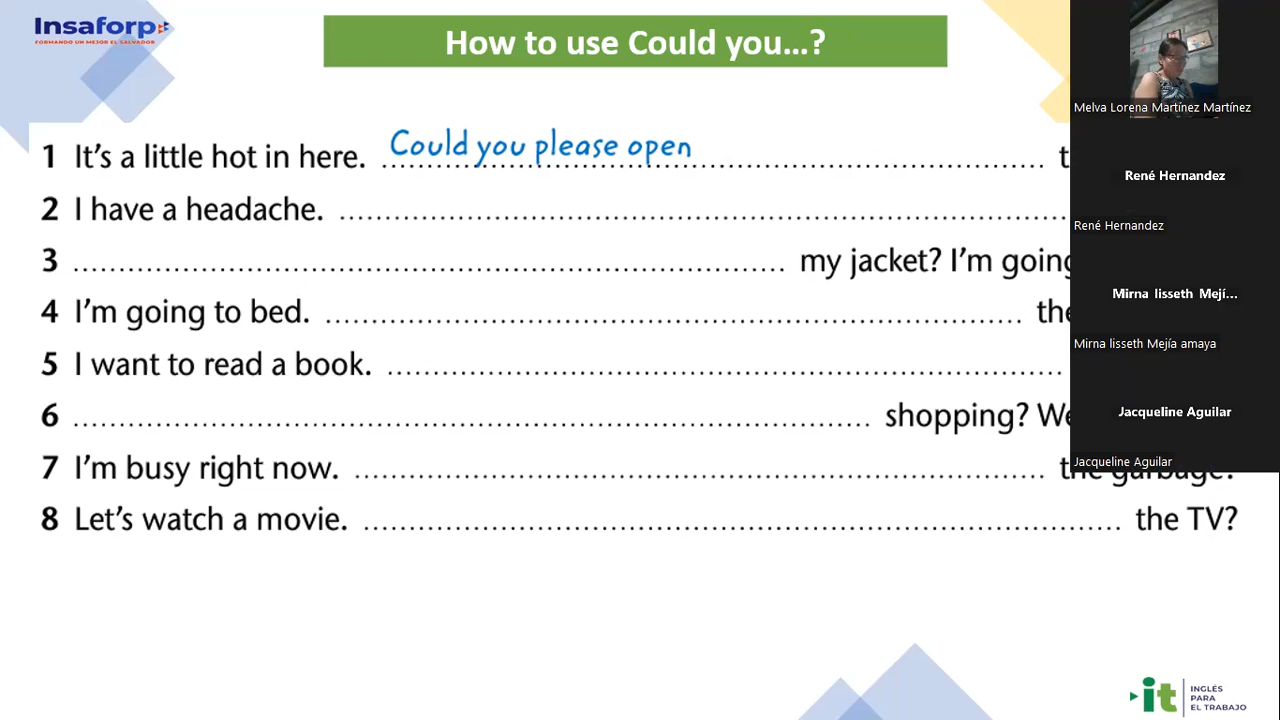 Insaforp
FORMANDO UN MEJOR EL SALVADOR
How to use Could you...?
1 It's a little hot in here. Could you please open
2 I have a headache.
3 my jacket? I'm going
4 I'm going to bed. the
5 I want to read a book.
6 shopping? We
7 I'm busy right now. the garbage?
8 Let's watch a movie. the TV?
Melva Lorena Martínez Martínez
René Hernandez
René Hernandez
Mirna lisseth Mejí...
Mirna lisseth Mejía amaya
Jacqueline Aguilar
Jacqueline Aguilar
it INGLÉS
PARA
EL TRABAJO